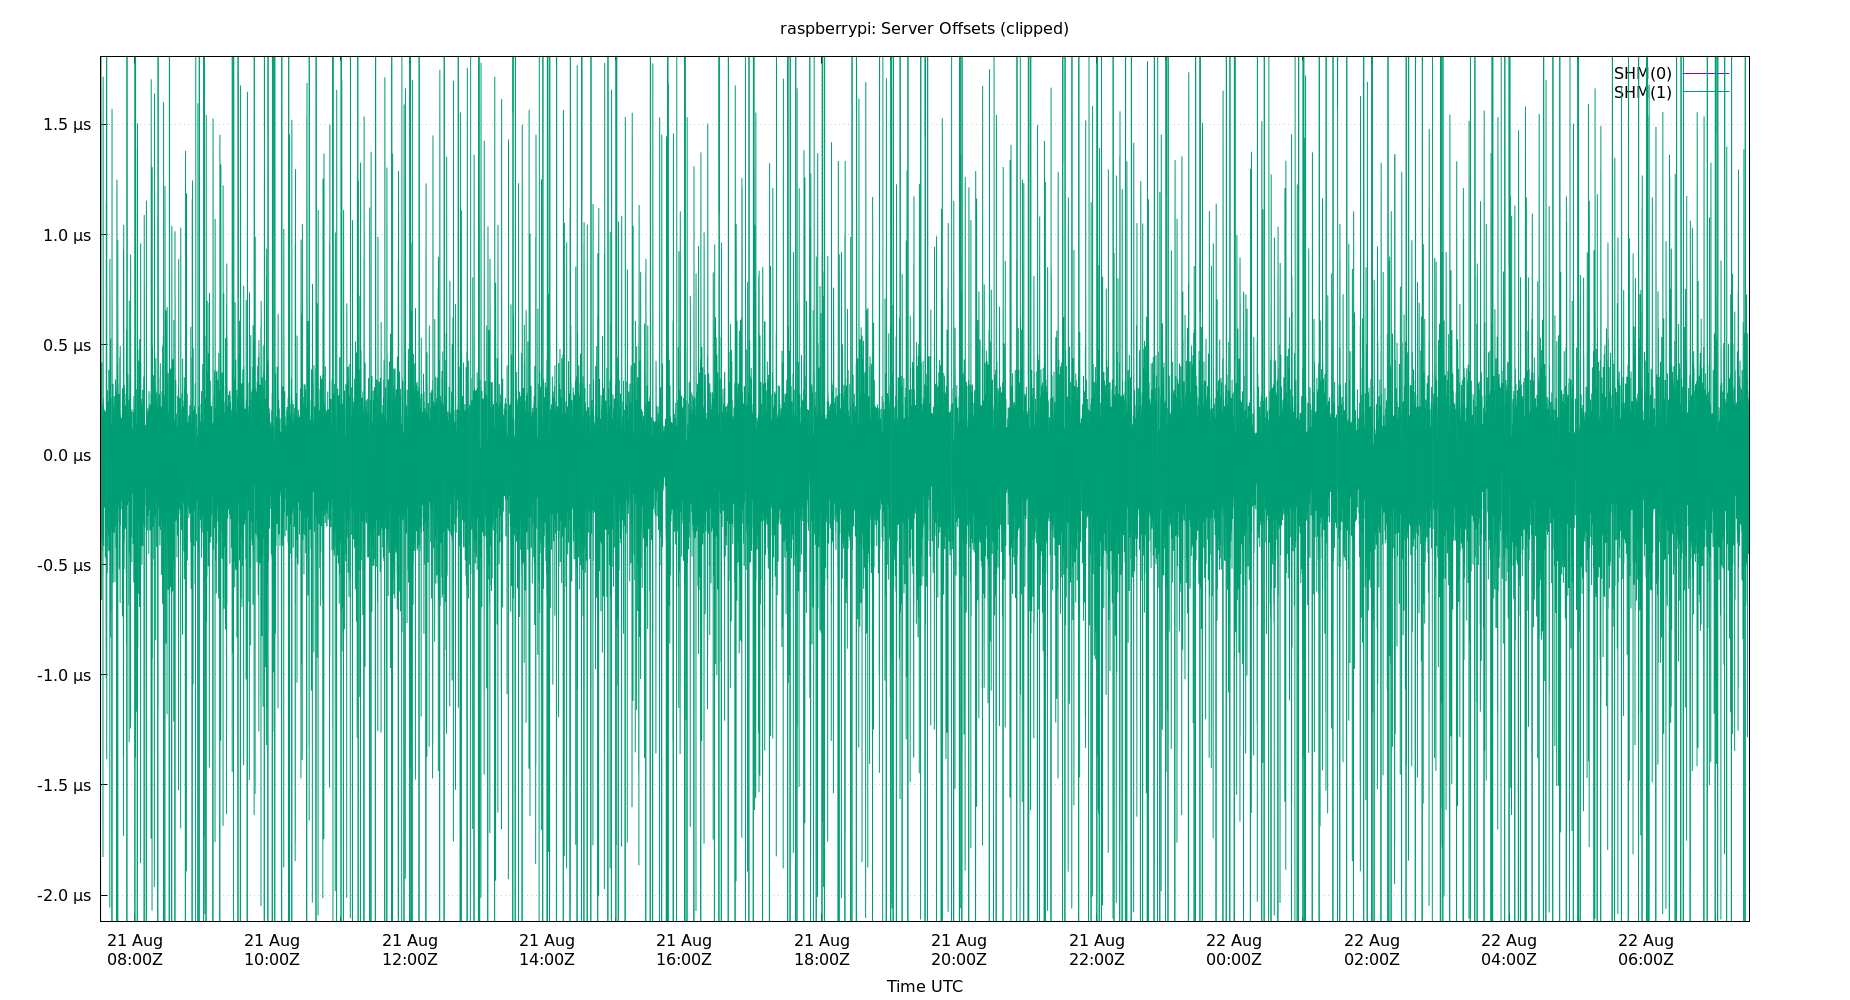 raspberrypi: Server Offsets (clipped)
SHM(0)
SHM(1)
1.5 µs
1.0 µs
0.5 µs
0.0 µs
-0.5 µs
-1.0 µs
-1.5 µs
-2.0 µs
21 Aug 21 Aug 21 Aug 21 Aug 21 Aug 21 Aug 21 Aug 21 Aug 22 Aug 22 Aug 22 Aug 22 Aug
08:00Z 10:00Z 12:00Z 14:00Z 16:00Z 18:00Z 20:00Z 22:00Z 00:00Z 02:00Z 04:00Z 06:00Z
Time UTC